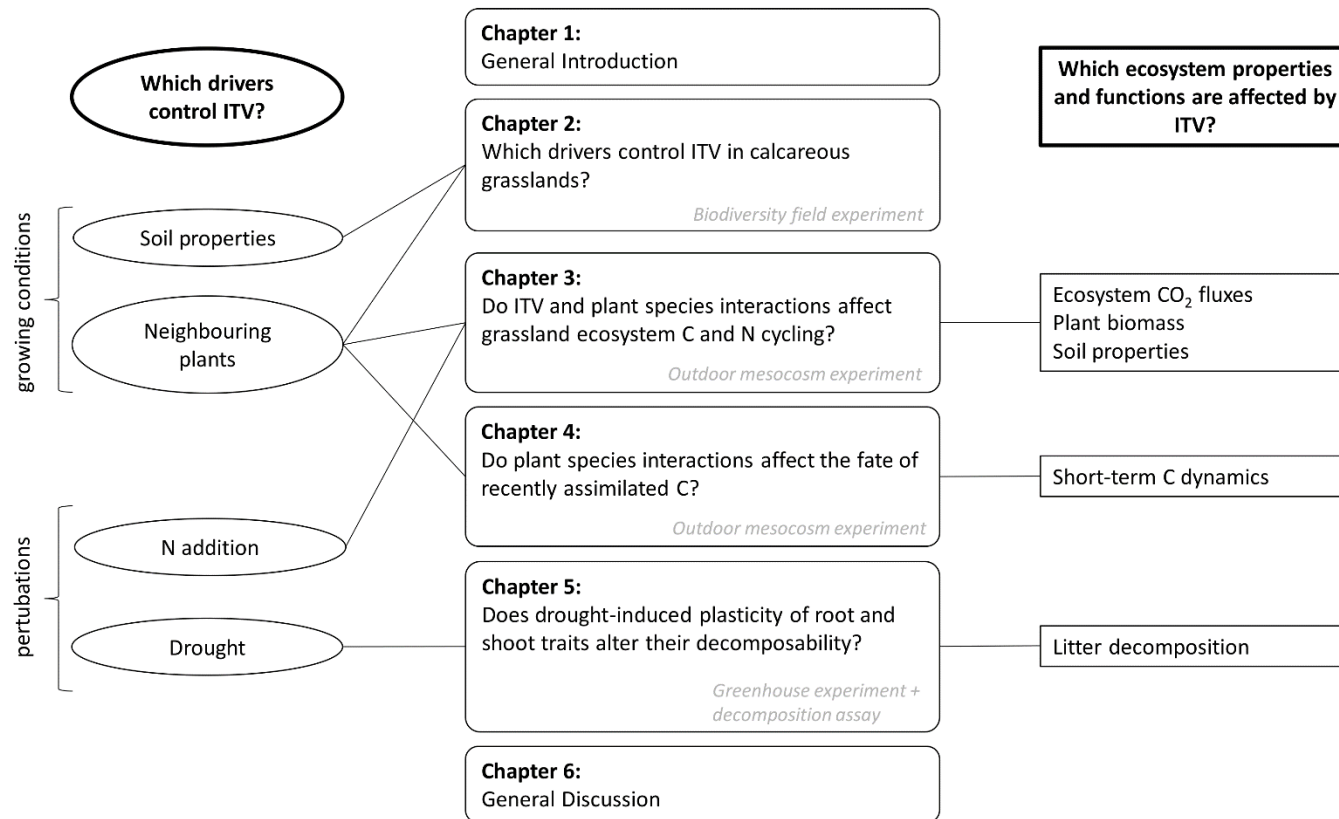 Which drivers
control ITV?
growing conditions
Soil properties
Neighbouring
plants
pertubations
N addition
Drought
Chapter 1:
General Introduction
Chapter 2:
Which drivers control ITV in calcareous
grasslands?
Biodiversity field experiment
Chapter 3:
Do ITV and plant species interactions affect
grassland ecosystem C and N cycling?
Outdoor mesocosm experiment
Chapter 4:
Do plant species interactions affect the fate of
recently assimilated C?
Outdoor mesocosm experiment
Chapter 5:
Does drought-induced plasticity of root and
shoot traits alter their decomposability?
Greenhouse experiment +
decomposition assay
Chapter 6:
General Discussion
Which ecosystem properties
and functions are affected by
ITV?
Ecosystem CO₂ fluxes
Plant biomass
Soil properties
Short-term C dynamics
Litter decomposition